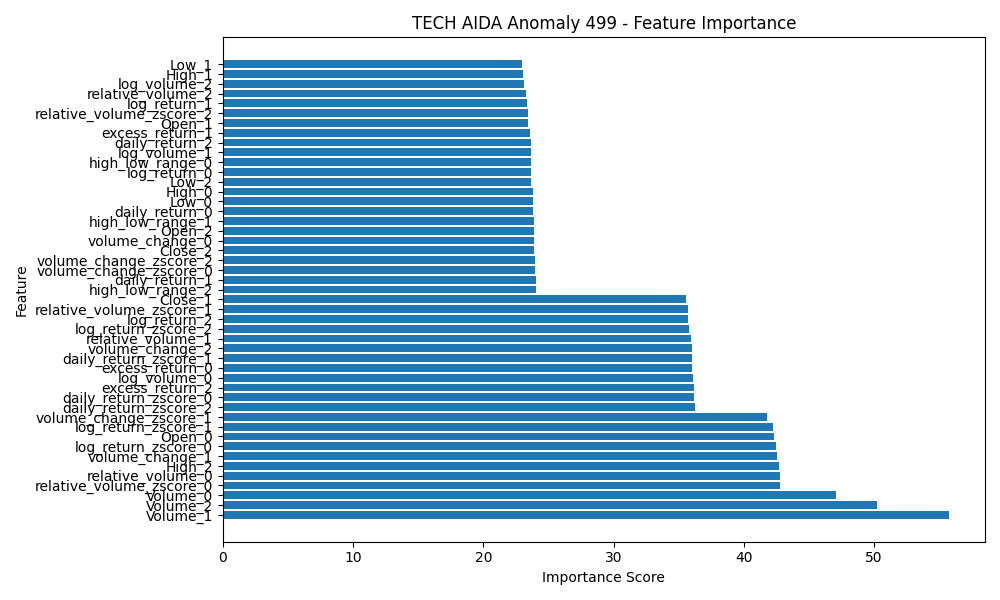 TECH AIDA Anomaly 499 - Feature Importance
Feature
Low_1
High_1
log_volume_2
relative_volume_2
log_return_1
relative_volume_zscore_2
Open_1
excess_return_1
daily_return_2
log_volume_1
high_low_range_0
log_return_0
Low_2
High_0
Low_0
daily_return_0
high_low_range_1
Open_2
volume_change_0
Close_2
volume_change_zscore_2
volume_change_zscore_0
daily_return_1
high_low_range_2
Close_1
relative_volume_zscore_1
log_return_2
log_return_zscore_2
relative_volume_1
volume_change_2
daily_return_zscore_1
excess_return_0
log_volume_0
excess_return_2
daily_return_zscore_0
daily_return_zscore_2
volume_change_zscore_1
log_return_zscore_1
Open_0
log_return_zscore_0
volume_change_1
High_2
relative_volume_0
relative_volume_zscore_0
Volume_0
Volume_2
Volume_1
0 10 20 30 40 50
Importance Score